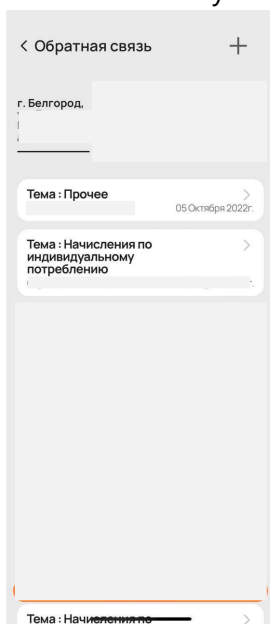 < Обратная связь +
г. Белгород,
Тема : Прочее >
05 Октября 2022г.
Тема : Начисления по >
индивидуальному
потреблению
Тема : Начисления по >